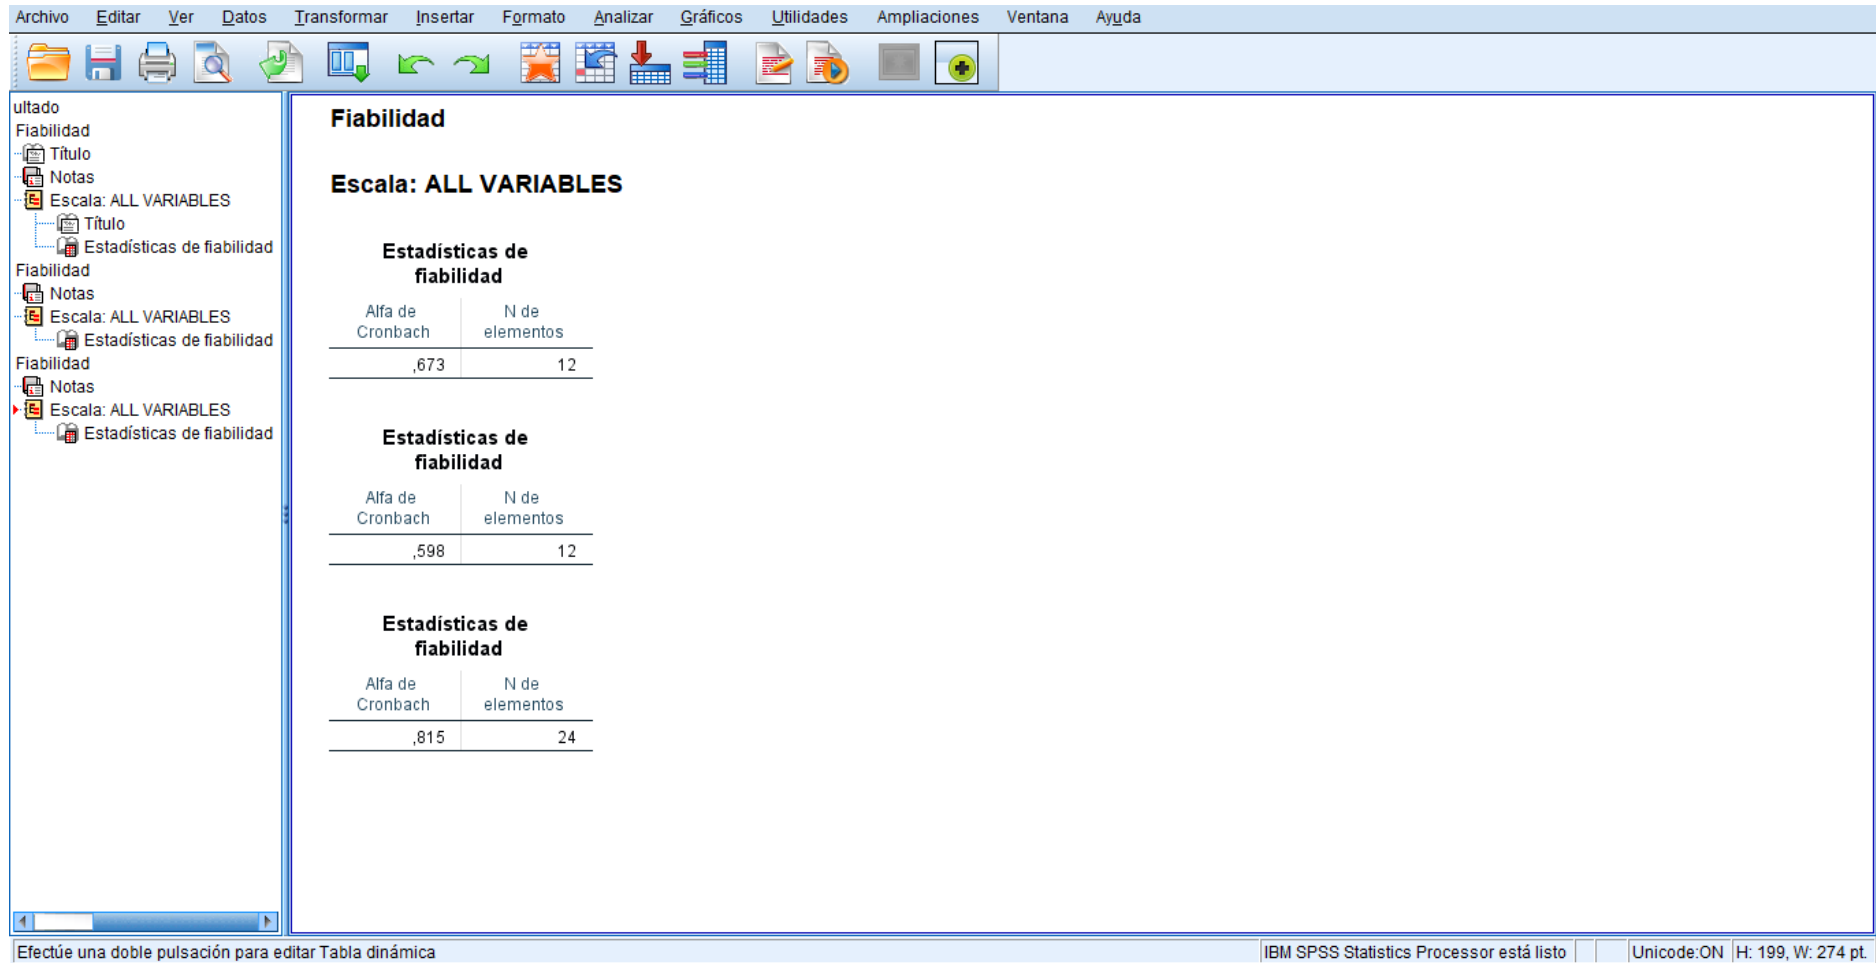 Archivo Editar Ver Datos Transformar Insertar Formato Analizar Gráficos Utilidades Ampliaciones Ventana Ayuda
ultado
Fiabilidad
Título
Notas
Escala: ALL VARIABLES
Título
Estadísticas de fiabilidad
Fiabilidad
Notas
Escala: ALL VARIABLES
Estadísticas de fiabilidad
Fiabilidad
Notas
Escala: ALL VARIABLES
Estadísticas de fiabilidad
Fiabilidad
Escala: ALL VARIABLES
Estadísticas de
fiabilidad
Alfa de N de
Cronbach elementos
,673 12
Estadísticas de
fiabilidad
Alfa de N de
Cronbach elementos
,598 12
Estadísticas de
fiabilidad
Alfa de N de
Cronbach elementos
,815 24
Efectúe una doble pulsación para editar Tabla dinámica IBM SPSS Statistics Processor está listo Unicode:ON H: 199, W: 274 pt.